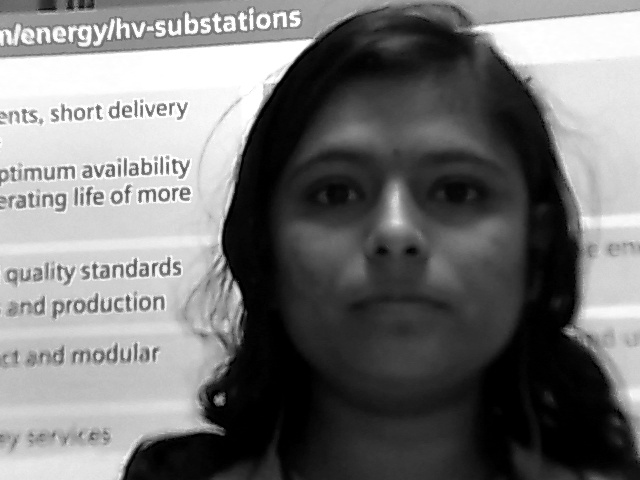 n/energy/hv-substations
ents, short delivery
ptimum availability
erating life of more
quality standards
and production
ct and modular
ey services